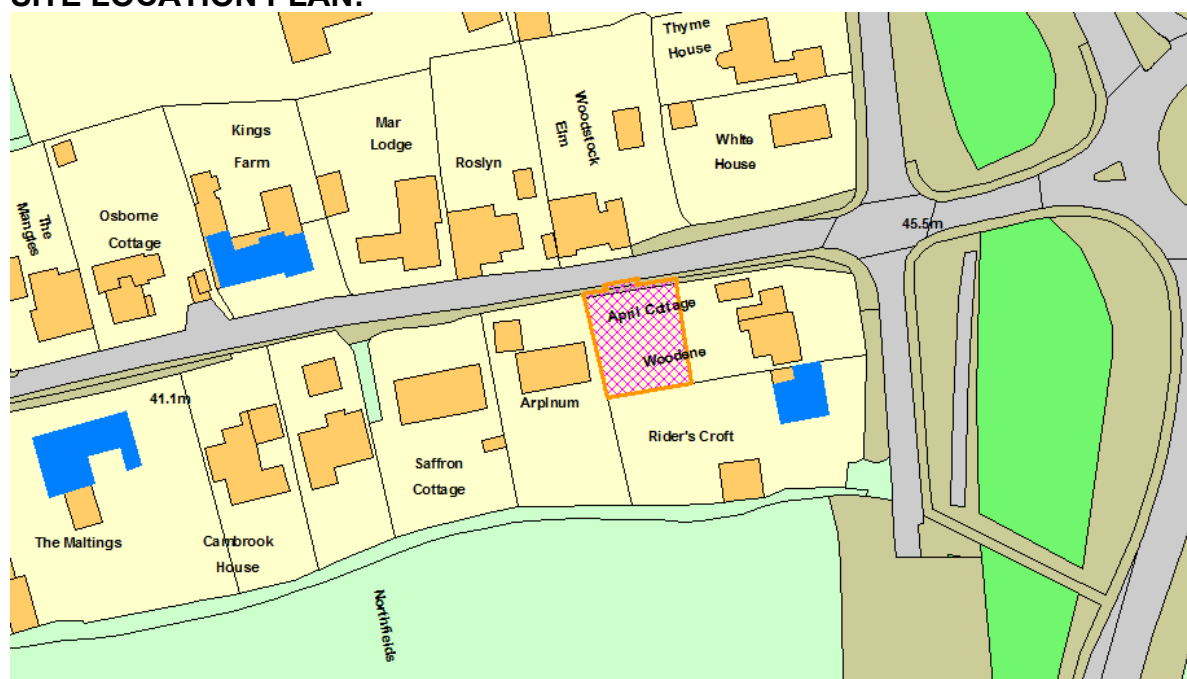 SITE LOCATION PLAN:
Thyme
House
Kings
Farm
Mar
Lodge
Roslyn
Woodstock
Elm
White
House
The
Mangles
Osborne
Cottage
45.5m
April Cottage
Woodene
41.1m
Arpinum
Rider's Croft
Saffron
Cottage
The Maltings
Cambrook
House
Northfields